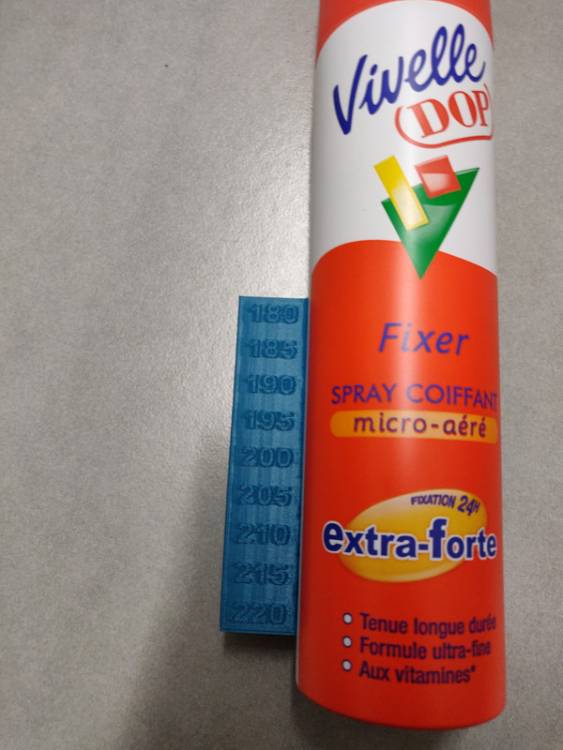 Vivelle
DOP
180
185
190
195
200
205
210
215
220
Fixer
SPRAY COIFFANT
micro-aéré
FIXATION 24H
extra-forte
Tenue longue durée
Formule ultra-fine
Aux vitamines*